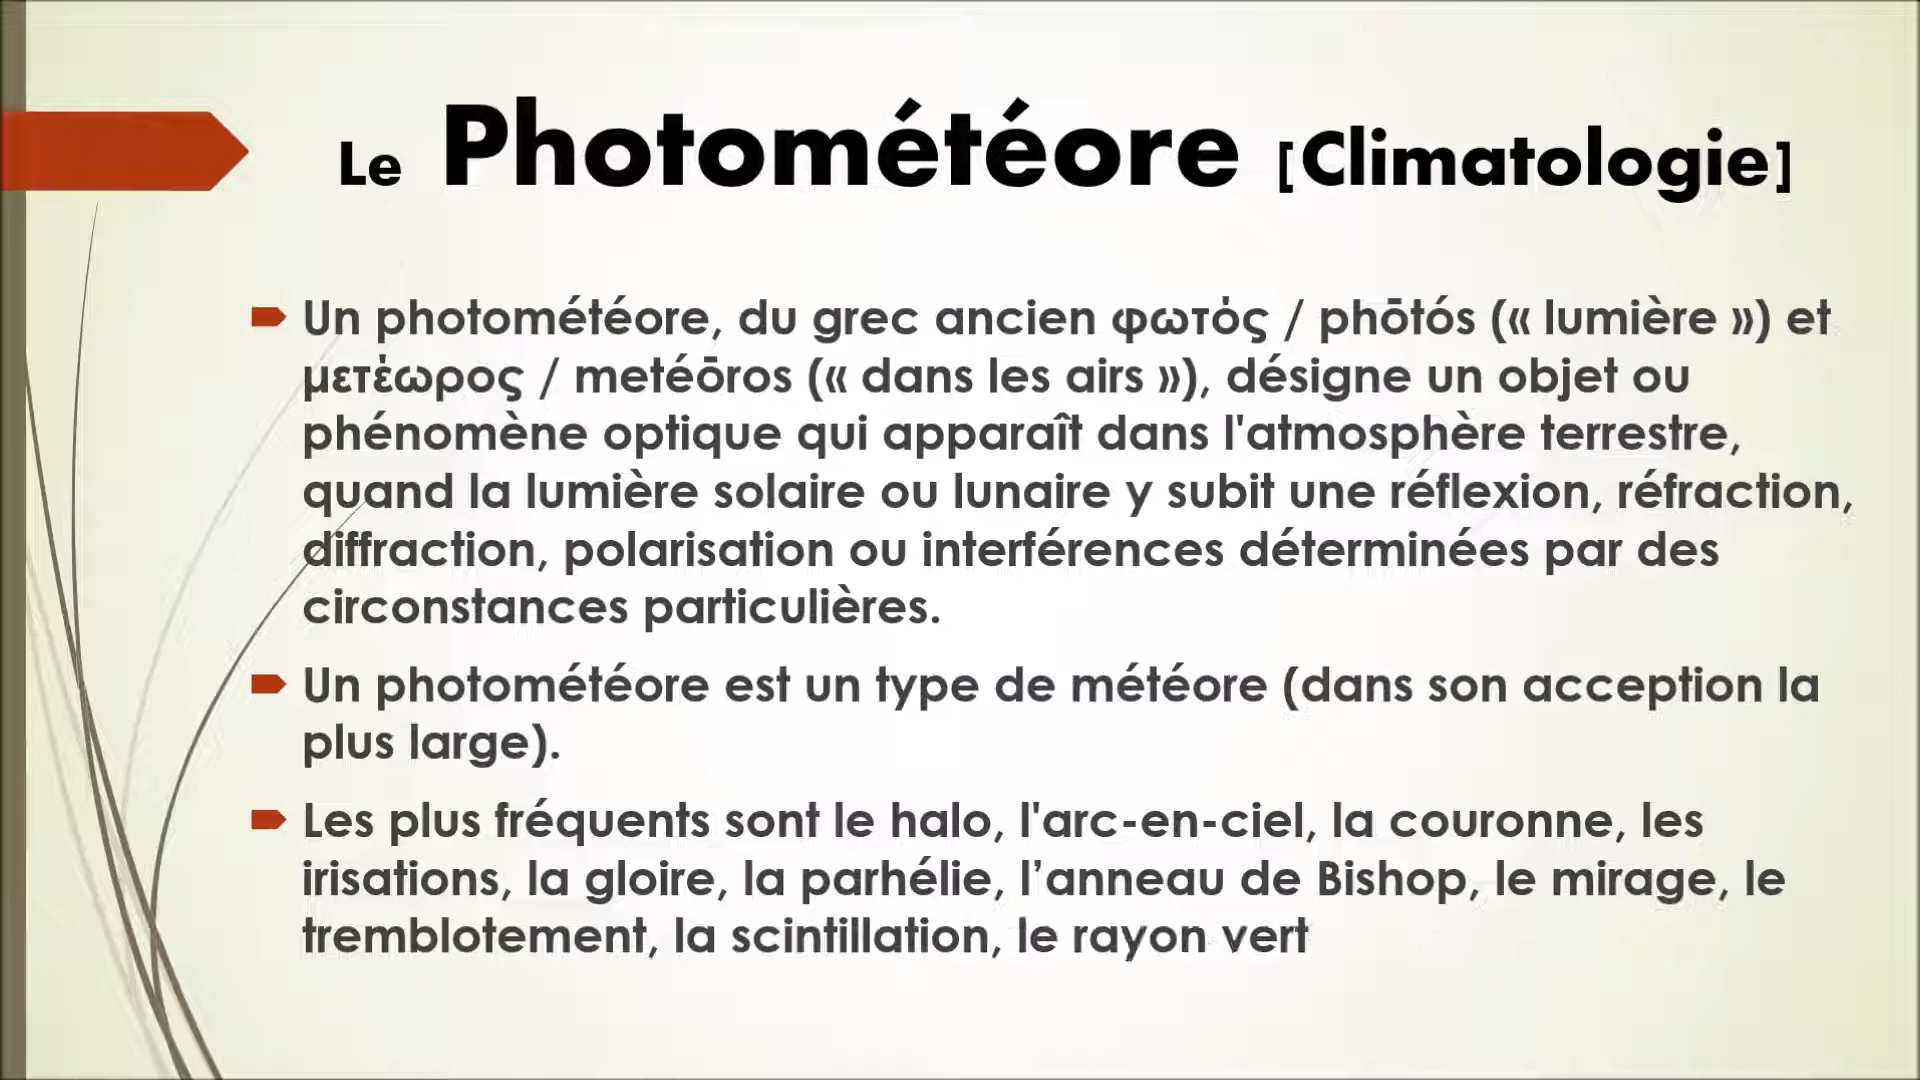 Le Photométéore [Climatologie]
Un photométéore, du grec ancien φωτός / phōtós (« lumière ») et
μετέωρος / metéōros (« dans les airs »), désigne un objet ou
phénomène optique qui apparaît dans l'atmosphère terrestre,
quand la lumière solaire ou lunaire y subit une réflexion, réfraction,
diffraction, polarisation ou interférences déterminées par des
circonstances particulières.
Un photométéore est un type de météore (dans son acception la
plus large).
Les plus fréquents sont le halo, l'arc-en-ciel, la couronne, les
irisations, la gloire, la parhélie, l’anneau de Bishop, le mirage, le
tremblotement, la scintillation, le rayon vert